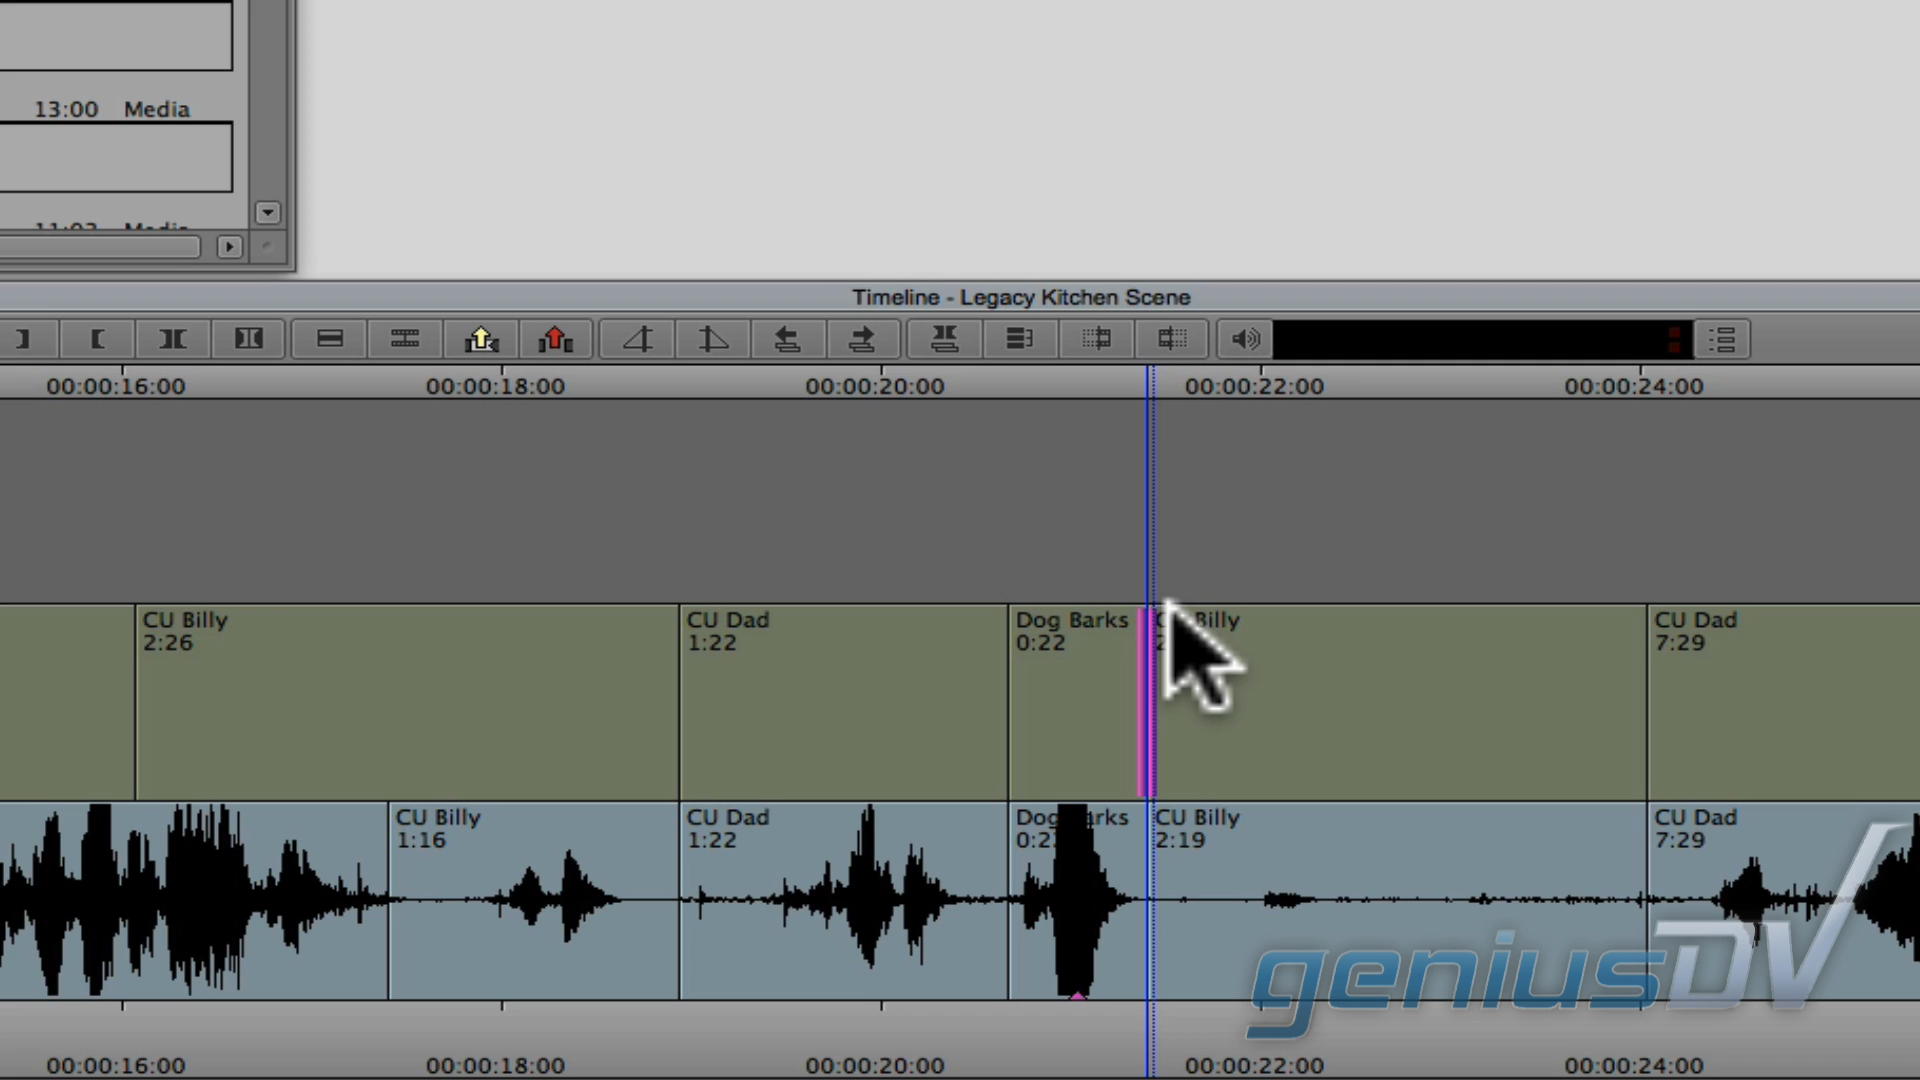 13:00 Media
11:03 Media
Timeline - Legacy Kitchen Scene
00:00:16:00 00:00:18:00 00:00:20:00 00:00:22:00 00:00:24:00
CU Billy CU Dad Dog Barks Billy CU Dad
2:26 1:22 0:22 7:29
CU Billy CU Dad Dog Barks CU Billy CU Dad
1:16 1:22 2:19 7:29
geniusDV
00:00:16:00 00:00:18:00 00:00:20:00 00:00:22:00 00:00:24:00